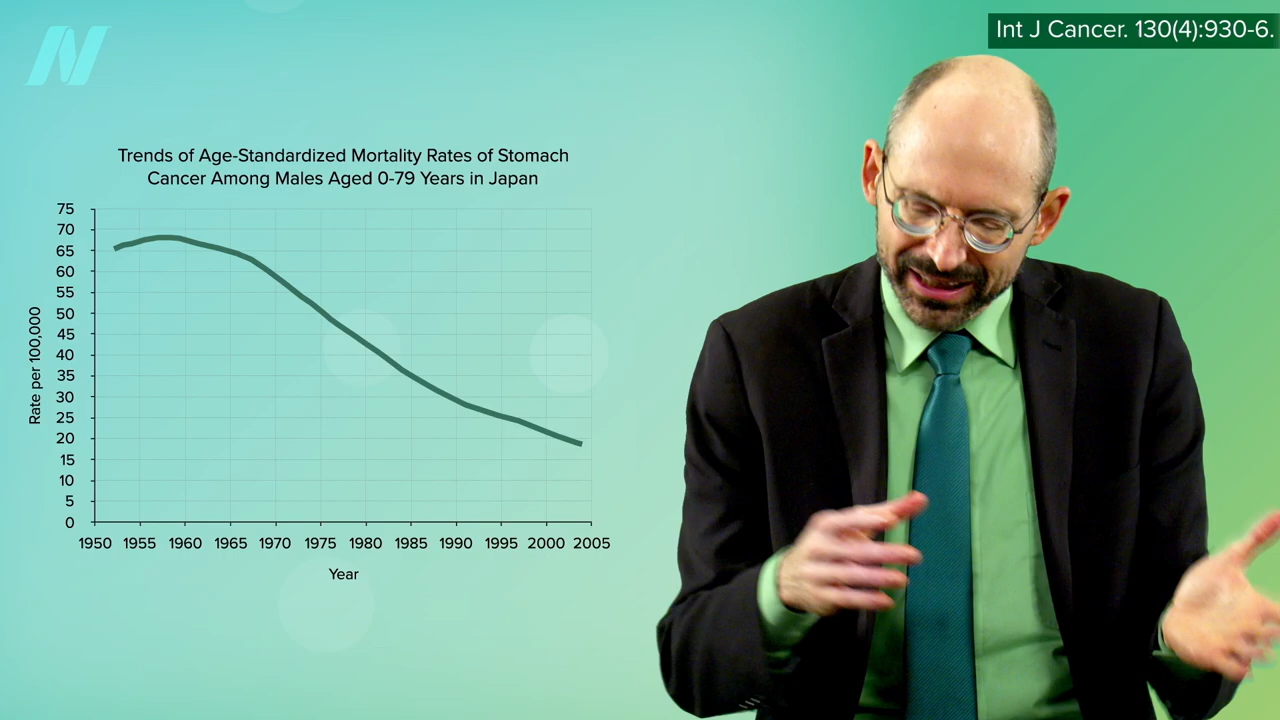 Int J Cancer. 130(4):930-6.
N
Trends of Age-Standardized Mortality Rates of Stomach
Cancer Among Males Aged 0-79 Years in Japan
75
70
65
60
55
50
45
40
35
30
25
20
15
10
5
0
Rate per 100,000
1950 1955 1960 1965 1970 1975 1980 1985 1990 1995 2000 2005
Year